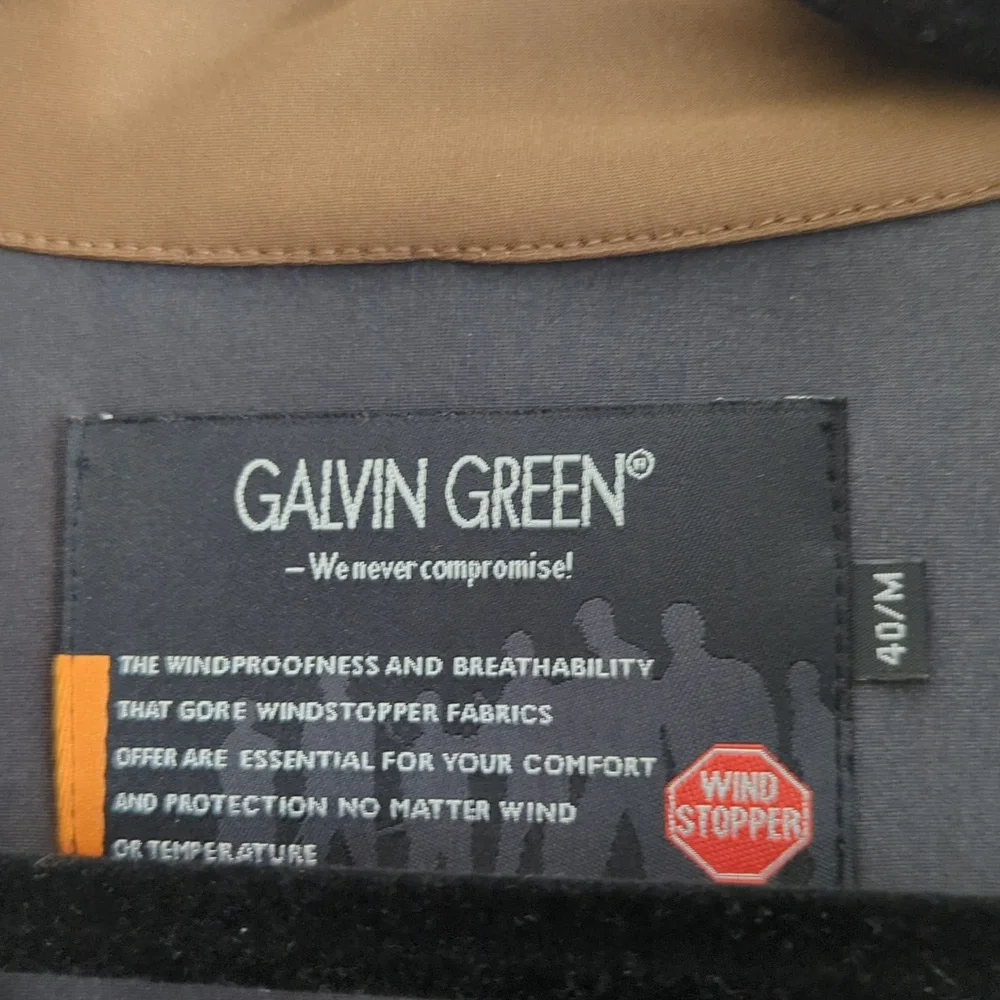 GALVIN GREEN®
– We never compromise!
THE WINDPROOFNESS AND BREATHABILITY
THAT GORE WINDSTOPPER FABRICS
OFFER ARE ESSENTIAL FOR YOUR COMFORT
AND PROTECTION NO MATTER WIND
OR TEMPERATURE
WIND
STOPPER
40/M